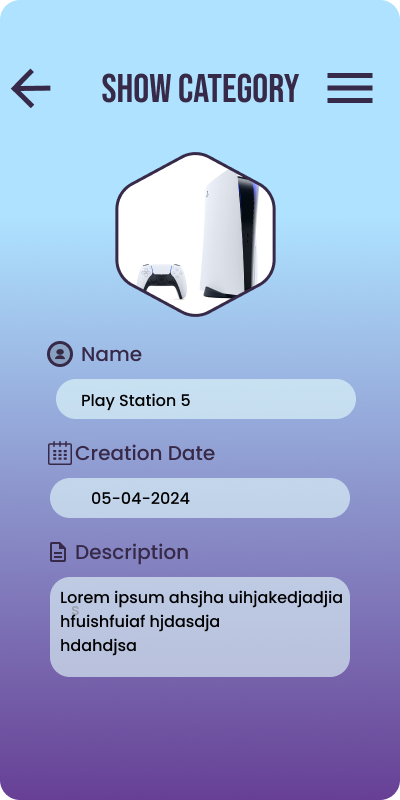 SHOW CATEGORY
Name
Play Station 5
Creation Date
05-04-2024
Description
Lorem ipsum ahsjha uihjakedjadjia
s
hfuishfuiaf hjdasdja
hdahdjsa